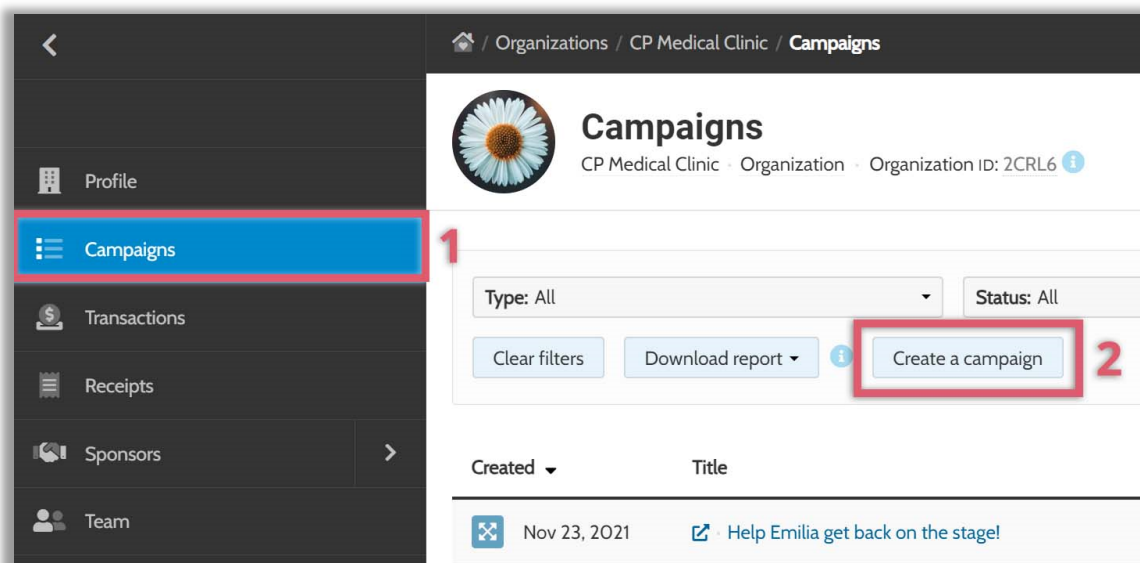 Organizations / CP Medical Clinic / Campaigns
Campaigns
CP Medical Clinic · Organization · Organization ID: 2CRL6
Profile
Campaigns
1
Transactions
Receipts
Sponsors
Team
Type: All
Status: All
Clear filters
Download report
Create a campaign
2
Created
Title
Nov 23, 2021
Help Emilia get back on the stage!